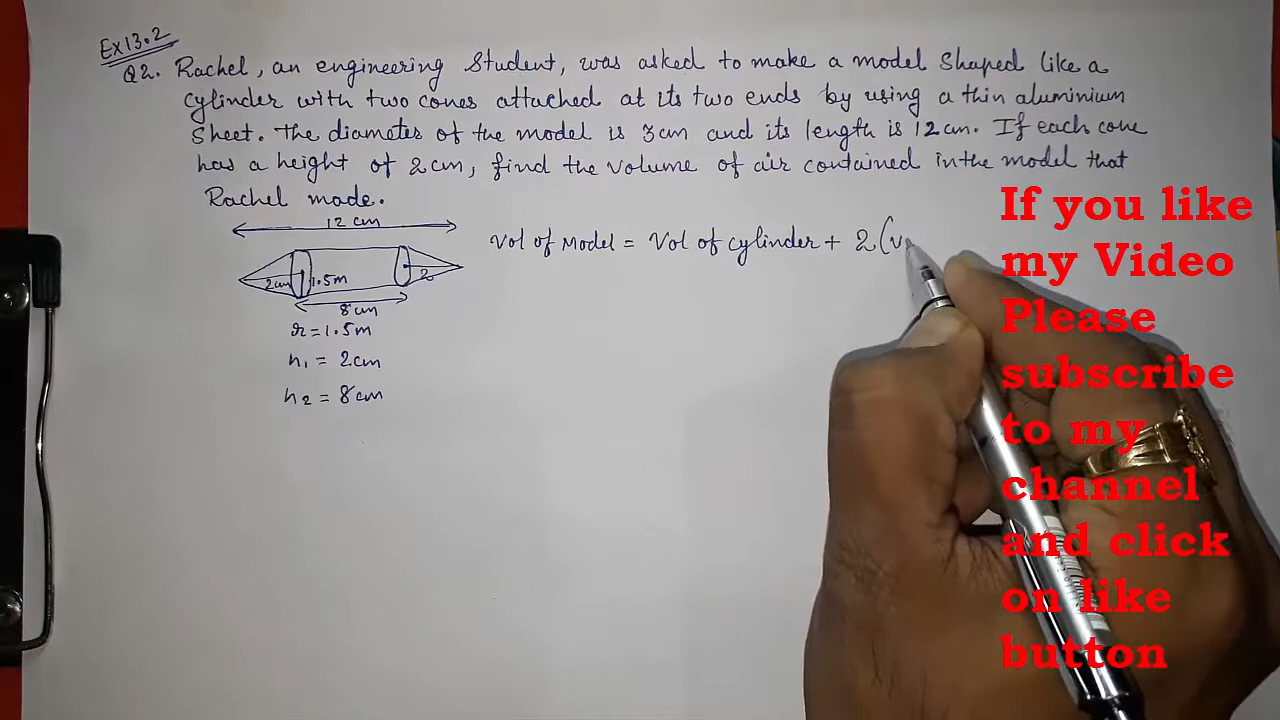 Ex13.2
Q2. Rachel, an engineering Student, was asked to make a model Shaped like a
cylinder with two cones attached at its two ends by using a thin aluminium
Sheet. The diameter of the model is 3cm and its length is 12cm. If each cone
has a height of 2cm, find the volume of air contained in the model that
Rachel made.
12 cm
2cm 1.5m 2
8cm
r=1.5m
h1 = 2cm
h2 = 8cm
Vol of Model = Vol of cylinder + 2(v
If you like
my Video
Please
subscribe
to my
channel
and click
on like
button